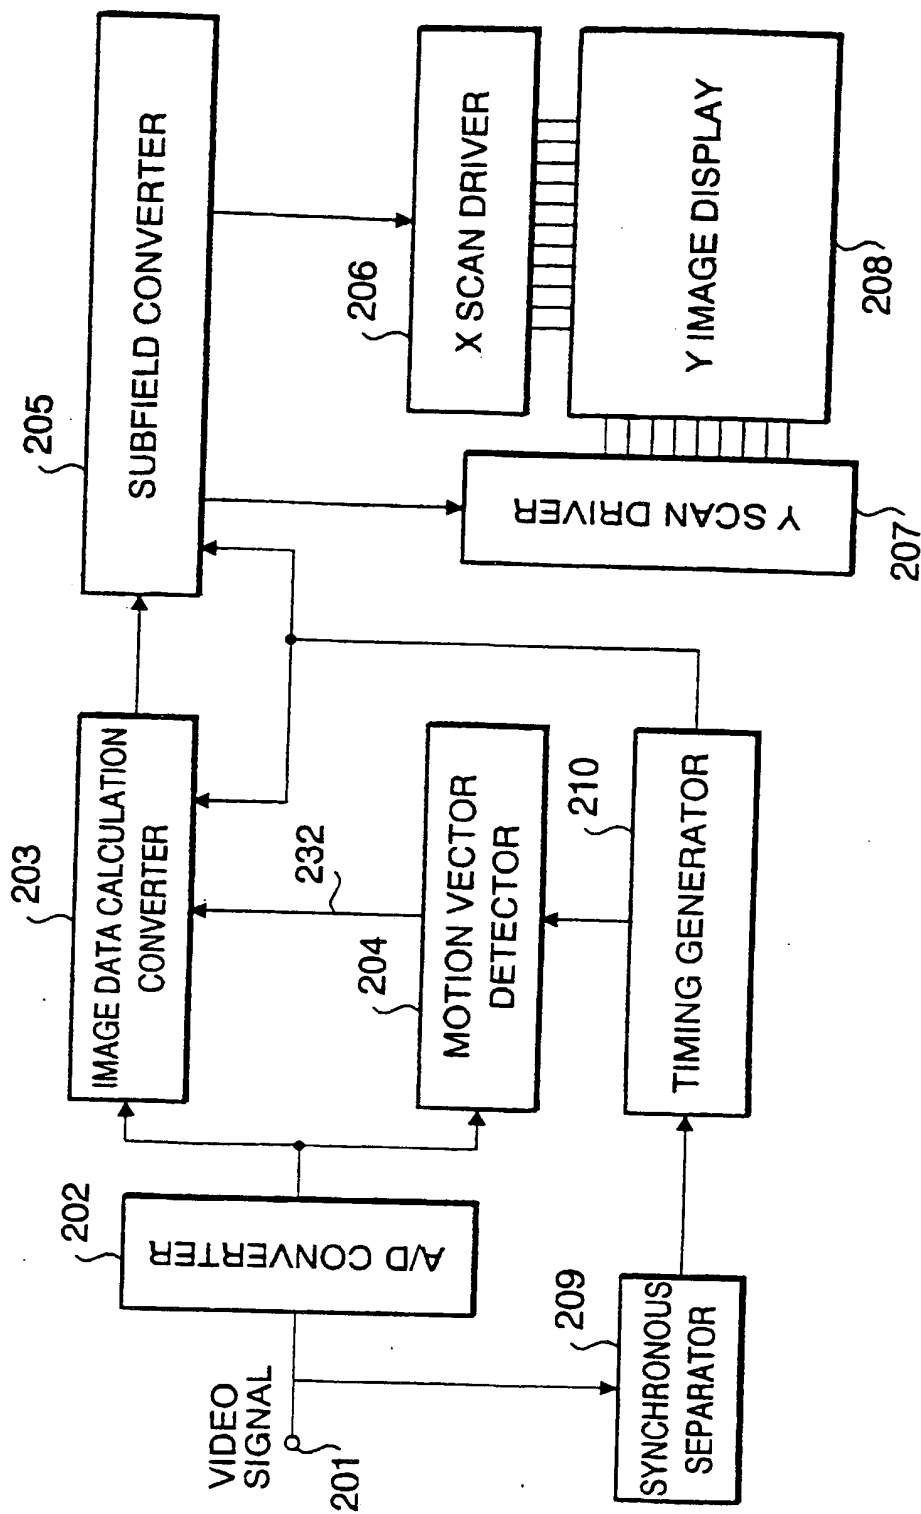 VIDEO
SIGNAL
201
202
A/D CONVERTER
203
IMAGE DATA CALCULATION
CONVERTER
232
204
MOTION VECTOR
DETECTOR
205
SUBFIELD CONVERTER
206
X SCAN DRIVER
207
Y SCAN DRIVER
Y IMAGE DISPLAY
208
209
SYNCHRONOUS
SEPARATOR
210
TIMING GENERATOR